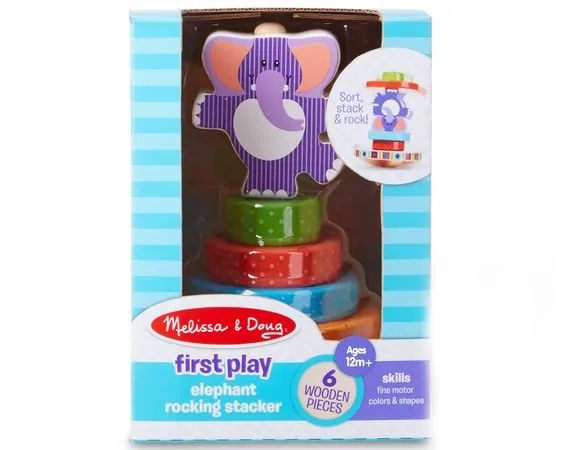 Sort,
stack
& rock!
Melissa & Doug
first play
elephant
rocking stacker
Ages
12m+
6
WOODEN
PIECES
skills
fine motor
colors & shapes